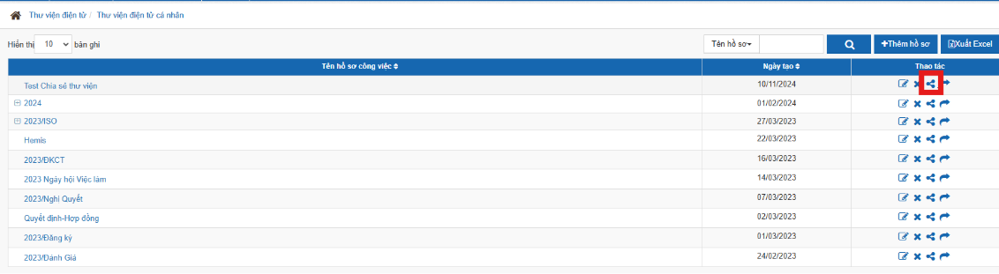 Thư viện điện tử / Thư viện điện tử cá nhân
Hiển thị 10 bản ghi
Tên hồ sơ
Thêm hồ sơ
Xuất Excel
Tên hồ sơ công việc Ngày tạo Thao tác
Test Chia sẻ thư viện 10/11/2024
2024 01/02/2024
2023/ISO 27/03/2023
Hemis 22/03/2023
2023/ĐKCT 16/03/2023
2023 Ngày hội Việc làm 14/03/2023
2023/Nghị Quyết 07/03/2023
Quyết định-Hợp đồng 02/03/2023
2023/Đăng ký 01/03/2023
2023/Đánh Giá 24/02/2023